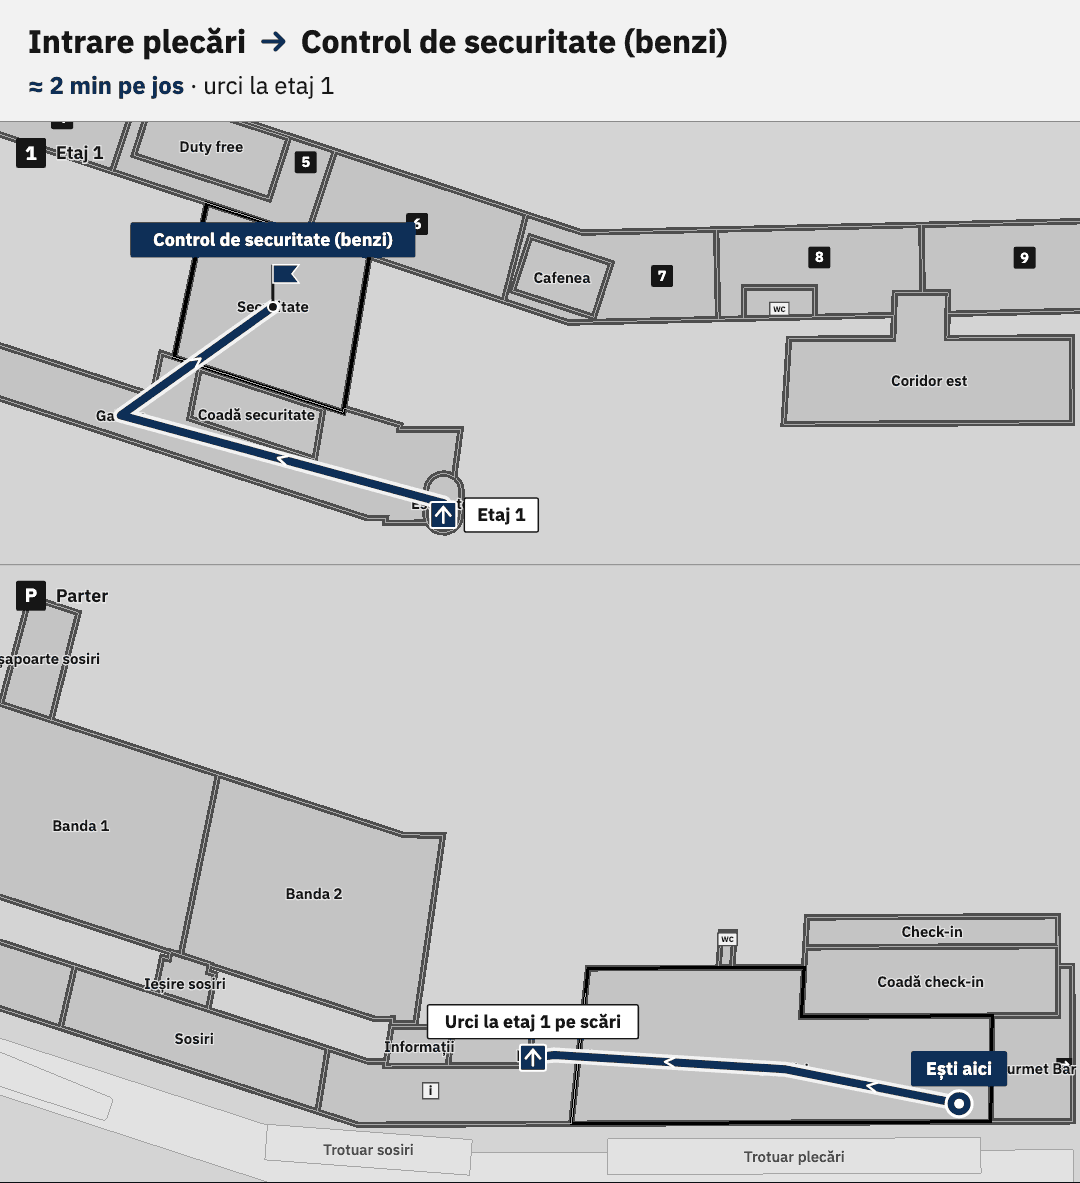 Intrare plecări → Control de securitate (benzi)
≈ 2 min pe jos · urci la etaj 1
1 Etaj 1
Duty free
5
6
Control de securitate (benzi)
Cafenea
7
8
9
WC
Coridor est
Coadă securitate
Etaj 1
P Parter
Banda 1
Banda 2
WC
Check-in
Coadă check-in
Ieșire sosiri
Sosiri
Informații
Urci la etaj 1 pe scări
Ești aici
Bar
i
Trotuar sosiri
Trotuar plecări
sosiri